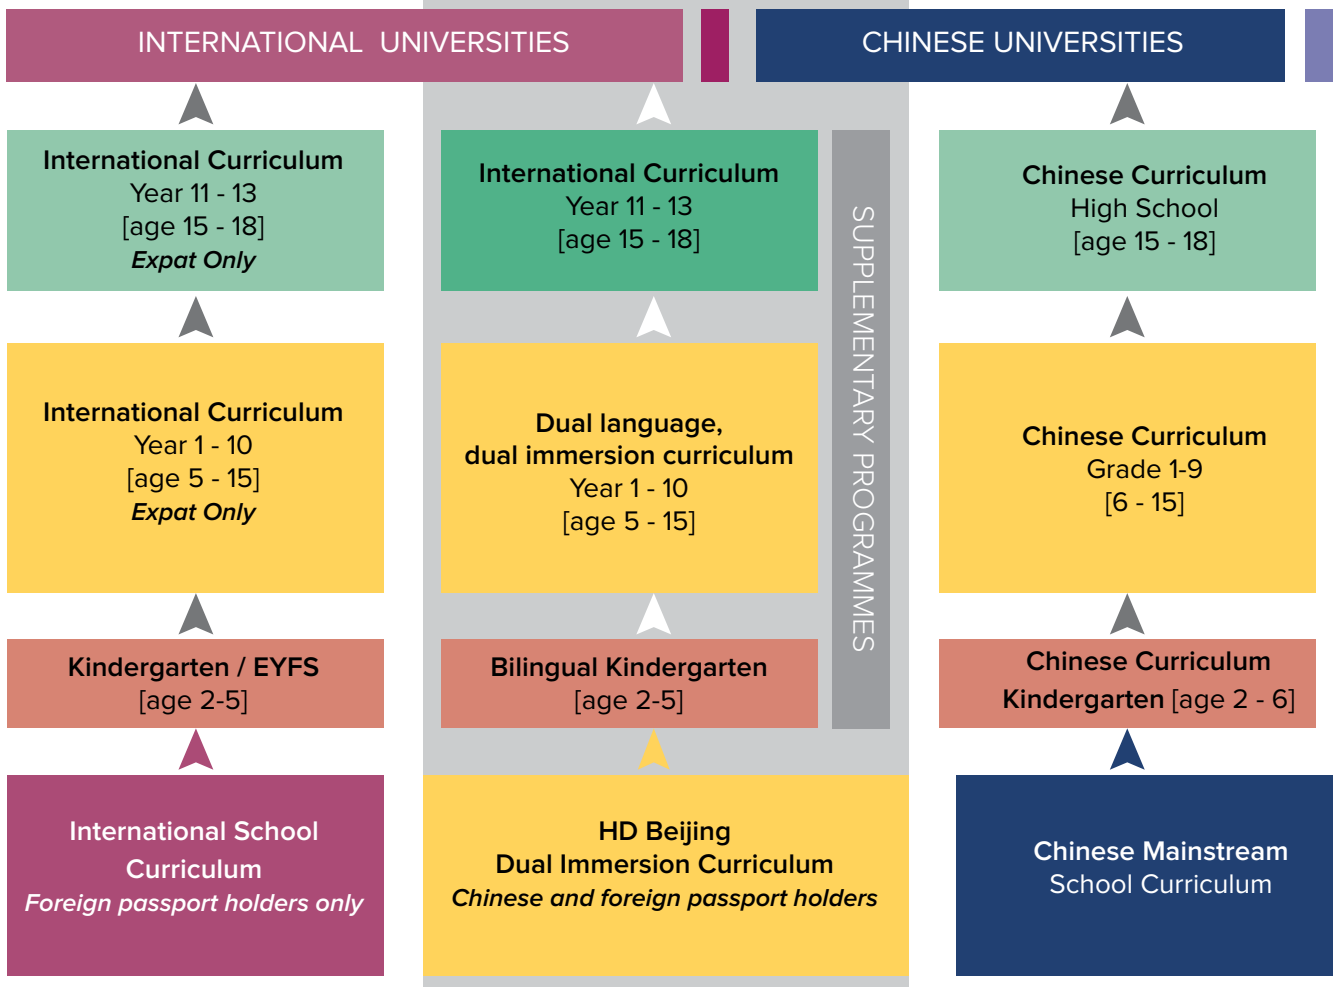 INTERNATIONAL UNIVERSITIES
CHINESE UNIVERSITIES
International Curriculum
Year 11 - 13
[age 15 - 18]
Expat Only
International Curriculum
Year 11 - 13
[age 15 - 18]
Chinese Curriculum
High School
[age 15 - 18]
SUPPLEMENTARY PROGRAMMES
International Curriculum
Year 1 - 10
[age 5 - 15]
Expat Only
Dual language,
dual immersion curriculum
Year 1 - 10
[age 5 - 15]
Chinese Curriculum
Grade 1-9
[6 - 15]
Kindergarten / EYFS
[age 2-5]
Bilingual Kindergarten
[age 2-5]
Chinese Curriculum
Kindergarten [age 2 - 6]
International School
Curriculum
Foreign passport holders only
HD Beijing
Dual Immersion Curriculum
Chinese and foreign passport holders
Chinese Mainstream
School Curriculum